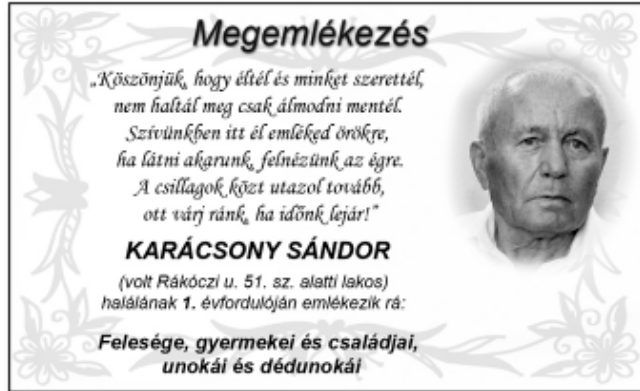 Megemlékezés
„Köszönjük, hogy éltél és minket szerettél,
nem haltál meg csak álmodni mentél.
Szívünkben itt él emléked örökre,
ha látni akarunk, felnézünk az égre.
A csillagok közt utazol tovább,
ott várj ránk, ha időnk lejár!"
KARÁCSONY SÁNDOR
(volt Rákóczi u. 51. sz. alatti lakos)
halálának 1. évfordulóján emlékezik rá:
Felesége, gyermekei és családjai,
unokái és dédunokái